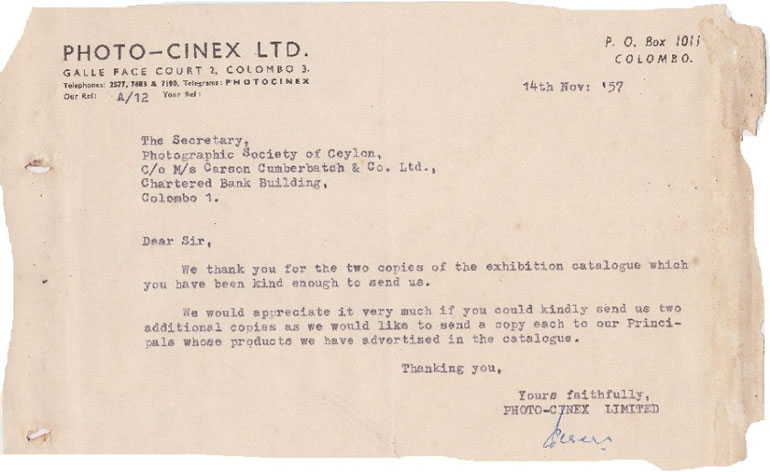 PHOTO-CINEX LTD.
GALLE FACE COURT 2, COLOMBO 3.
Telephones: 2577, 7683 & 7190, Telegrams: PHOTOCINEX
Our Ref: A/12 Your Ref:
P. O. Box 1011
COLOMBO.
14th Nov: '57
The Secretary,
Photographic Society of Ceylon,
C/o M/s Carson Cumberbatch & Co. Ltd.,
Chartered Bank Building,
Colombo 1.
Dear Sir,
We thank you for the two copies of the exhibition catalogue which
you have been kind enough to send us.
We would appreciate it very much if you could kindly send us two
additional copies as we would like to send a copy each to our Princi-
pals whose products we have advertised in the catalogue.
Thanking you,
Yours faithfully,
PHOTO-CINEX LIMITED